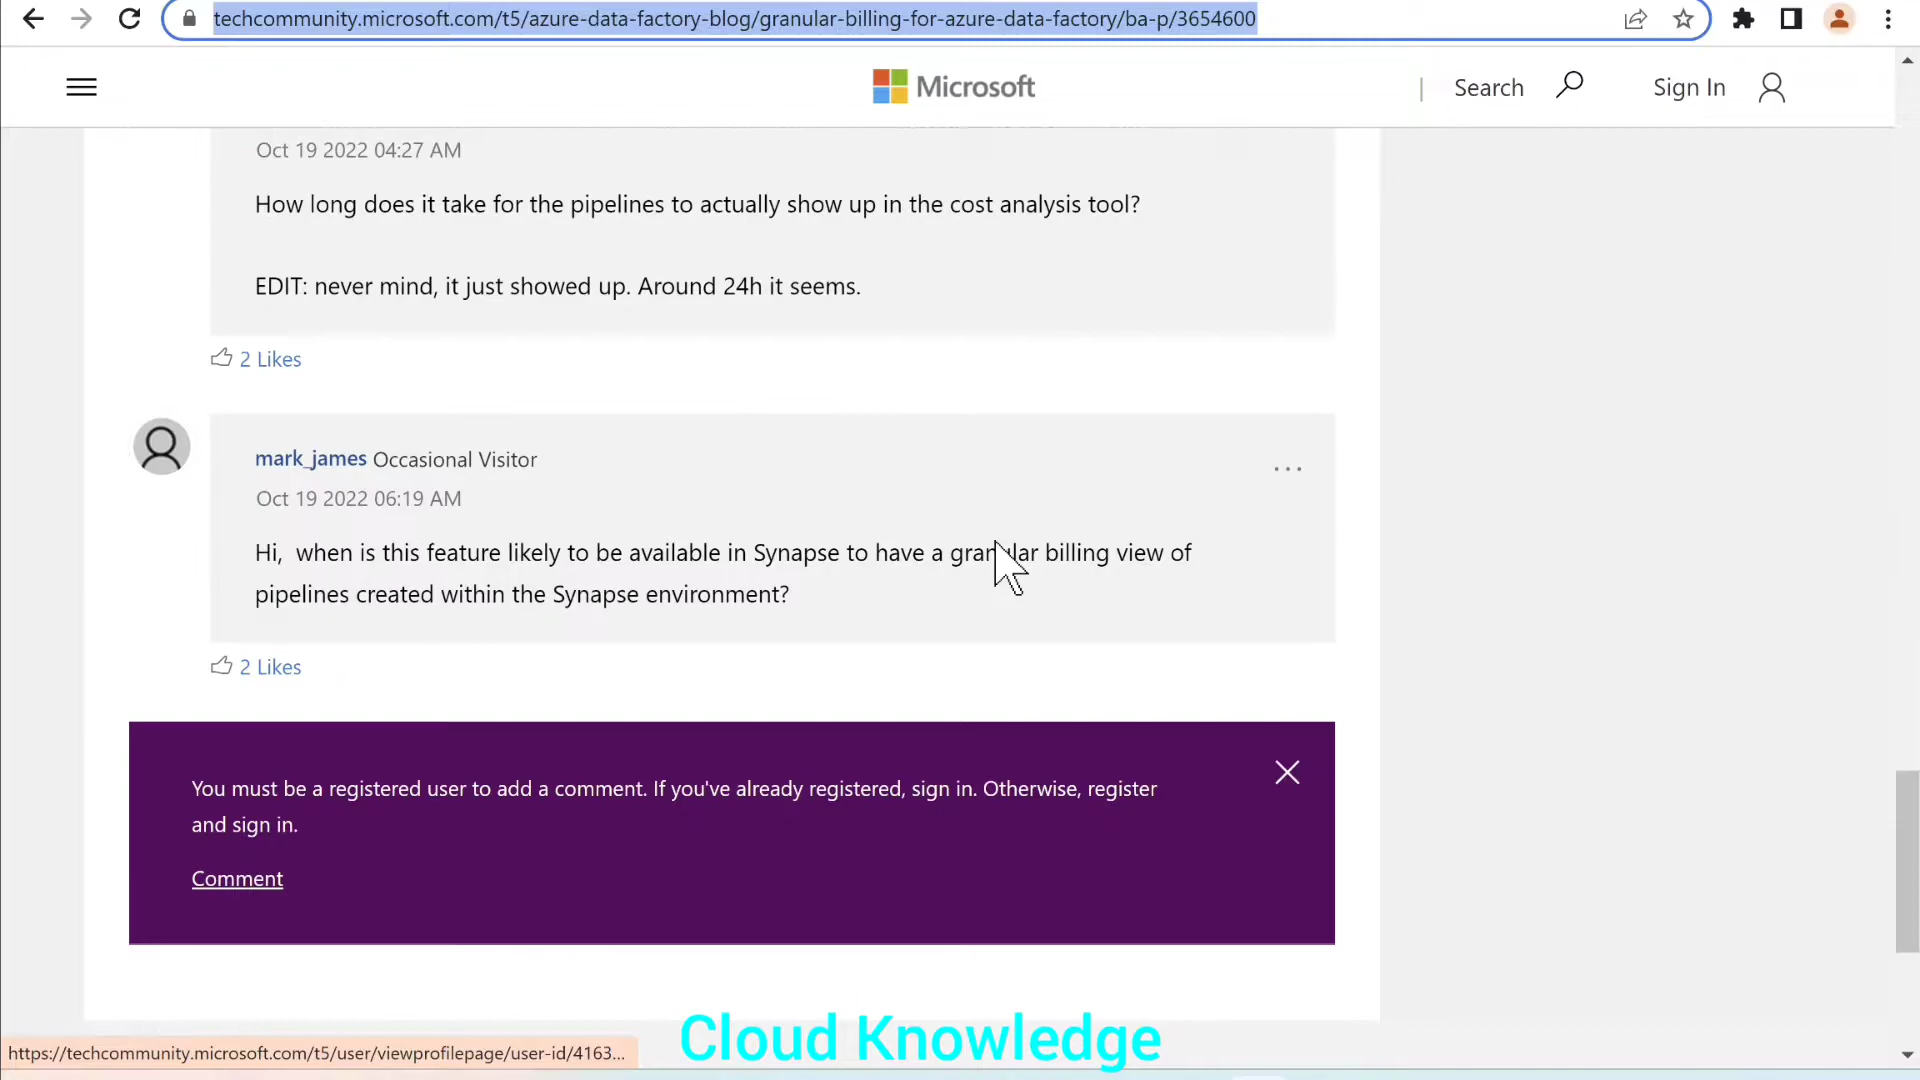 techcommunity.microsoft.com/t5/azure-data-factory-blog/granular-billing-for-azure-data-factory/ba-p/3654600
Microsoft
|
Search
Sign In
Oct 19 2022 04:27 AM
How long does it take for the pipelines to actually show up in the cost analysis tool?
EDIT: never mind, it just showed up. Around 24h it seems.
2 Likes
mark_james Occasional Visitor
...
Oct 19 2022 06:19 AM
Hi,  when is this feature likely to be available in Synapse to have a granular billing view of
pipelines created within the Synapse environment?
2 Likes
You must be a registered user to add a comment. If you've already registered, sign in. Otherwise, register
and sign in.
Comment
Cloud Knowledge
https://techcommunity.microsoft.com/t5/user/viewprofilepage/user-id/4163...